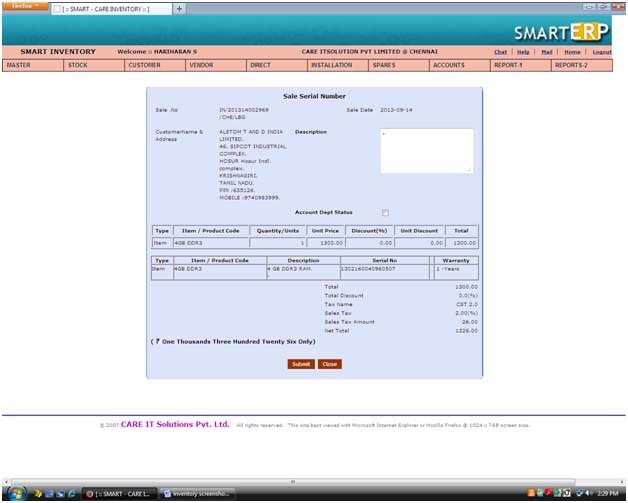 Firefox
[ :: SMART - CARE INVENTORY :: ]
+
SMARTERP
SMART INVENTORY Welcome :: HARIHARAN S CARE ITSOLUTION PVT LIMITED @ CHENNAI Chat | Help | Mail | Home | Logout
MASTER STOCK CUSTOMER VENDOR DIRECT INSTALLATION SPARES ACCOUNTS REPORT-1 REPORTS-2
Sale Serial Number
Sale .No IN/201314002969 Sale Date 2013-09-14
/CHE/LBG
CustomerName & ALSTOM T AND D INDIA Description
Address LIMITED,
46, SIPCOT INDUSTRIAL
COMPLEX,
HOSUR Hosur Indl.
complex,
KRISHNAGIRI,
TAMIL NADU,
PIN :635126,
MOBILE :9740983999,
Account Dept Status
Type Item / Product Code Quantity/Units Unit Price Discount(%) Unit Discount Total
Item 4GB DDR3 1 1300.00 0.00 0.00 1300.00
Type Item / Product Code Description Serial No Warranty
Item 4GB DDR3 4 GB DDR3 RAM. 1302160040960507 1 -Years
Total 1300.00
Total Discount 0.0(%)
Tax Name CST 2.0
Sales Tax 2.00(%)
Sales Tax Amount 26.00
Net Total 1326.00
( ₹ One Thousands Three Hundred Twenty Six Only)
Submit Close
© 2007 CARE IT Solutions Pvt. Ltd. All rights reserved. This site best viewed with Microsoft Internet Explorer or Mozilla Firefox @ 1024 x 768 screen size.
[ :: SMART - CARE I... inventory screensho... 2:29 PM